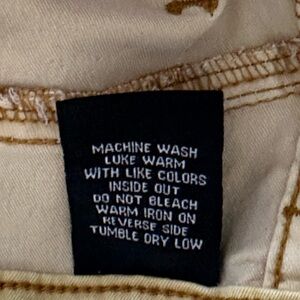 MACHINE WASH
LUKE WARM
WITH LIKE COLORS
INSIDE OUT
DO NOT BLEACH
WARM IRON ON
REVERSE SIDE
TUMBLE DRY LOW